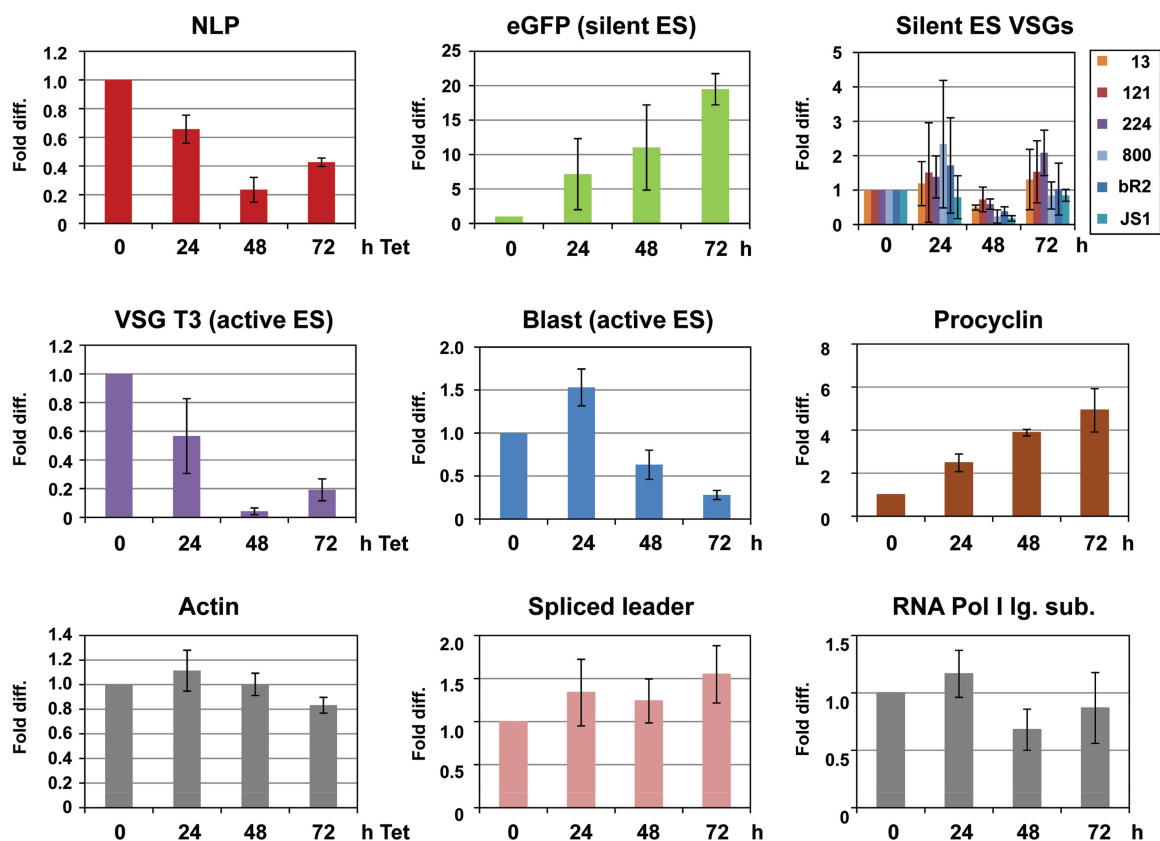 NLP
Fold diff.
1.2
1.0
0.8
0.6
0.4
0.2
0
0 24 48 72 h Tet
eGFP (silent ES)
Fold diff.
25
20
15
10
5
0
0 24 48 72 h
Silent ES VSGs
Fold diff.
5
4
3
2
1
0
0 24 48 72 h
13
121
224
800
bR2
JS1
VSG T3 (active ES)
Fold diff.
1.2
1.0
0.8
0.6
0.4
0.2
0
0 24 48 72 h Tet
Blast (active ES)
Fold diff.
2.0
1.5
1.0
0.5
0
0 24 48 72 h
Procyclin
Fold diff.
8
6
4
2
0
0 24 48 72 h
Actin
Fold diff.
1.4
1.2
1.0
0.8
0.6
0.4
0.2
0
0 24 48 72 h Tet
Spliced leader
Fold diff.
2.0
1.5
1.0
0.5
0
0 24 48 72 h
RNA Pol I lg. sub.
Fold diff.
1.5
1.0
0.5
0
0 24 48 72 h